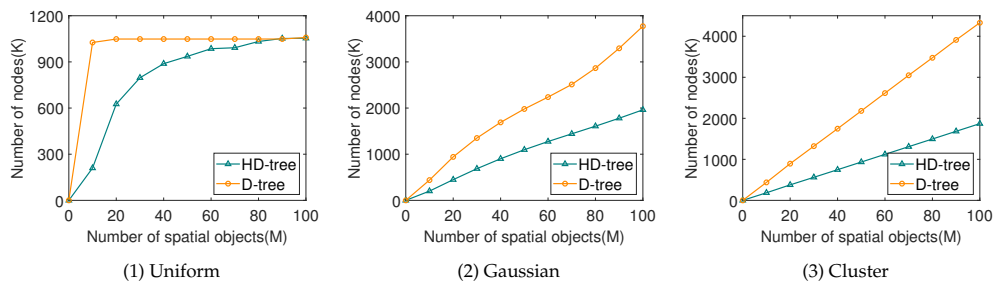 1200
900
600
300
0
Number of nodes(K)
HD-tree
D-tree
0 20 40 60 80 100
Number of spatial objects(M)
(1) Uniform
4000
3000
2000
1000
0
Number of nodes(K)
HD-tree
D-tree
0 20 40 60 80 100
Number of spatial objects(M)
(2) Gaussian
4000
3000
2000
1000
0
Number of nodes(K)
HD-tree
D-tree
0 20 40 60 80 100
Number of spatial objects(M)
(3) Cluster